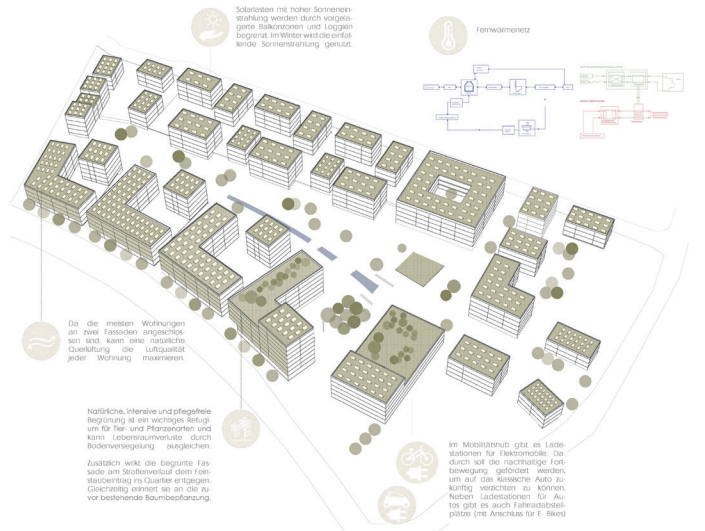 Solarlasten mit hoher Sonnenein-
strahlung werden durch vorgela-
gerte Balkonzonen und Loggien
begrenzt. Im Winter wird die einfal-
lende Sonnenstrahlung genutzt.
Fernwärmenetz
Da die meisten Wohnungen
an zwei Fassaden angeschlos-
sen sind, kann eine natürliche
Querlüftung die Luftqualität
jeder Wohnung maximieren.
Natürliche, intensive und pflegefreie
Begrünung ist ein wichtiges Refugi-
um für Tier- und Pflanzenarten und
kann Lebensraumverluste durch
Bodenversiegelung ausgleichen.
Zusätzlich wirkt die begrünte Fas-
sade am Straßenverlauf dem Fein-
staubeintrag ins Quartier entgegen.
Gleichzeitig erinnert sie an die zu-
vor bestehende Baumbepflanzung.
Im Mobilitätshub gibt es Lade-
stationen für Elektromobile. Da-
durch soll die nachhaltige Fort-
bewegung gefördert werden,
um auf das klassische Auto zu-
künftig verzichten zu können.
Neben Ladestationen für Au-
tos gibt es auch Fahrradabstell-
plätze (mit Anschluss für E- Bikes)